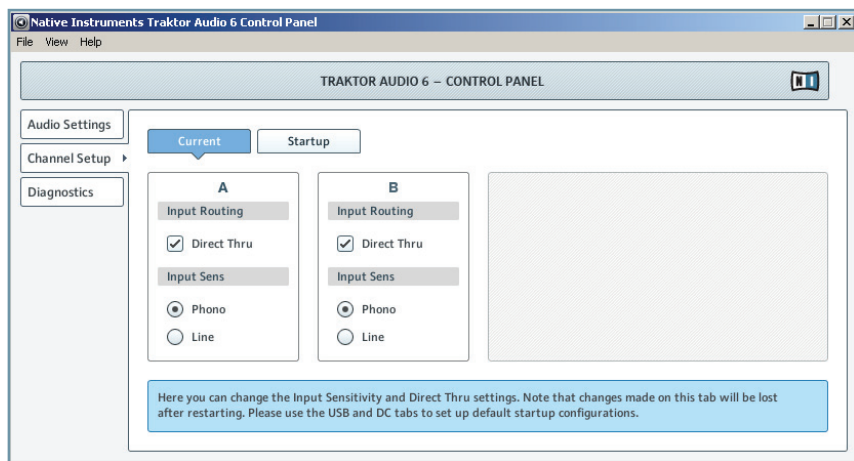 Native Instruments Traktor Audio 6 Control Panel
File View Help
TRAKTOR AUDIO 6 – CONTROL PANEL
N I
Audio Settings
Channel Setup
Diagnostics
Current
Startup
A
Input Routing
Direct Thru
Input Sens
Phono
Line
B
Input Routing
Direct Thru
Input Sens
Phono
Line
Here you can change the Input Sensitivity and Direct Thru settings. Note that changes made on this tab will be lost
after restarting. Please use the USB and DC tabs to set up default startup configurations.